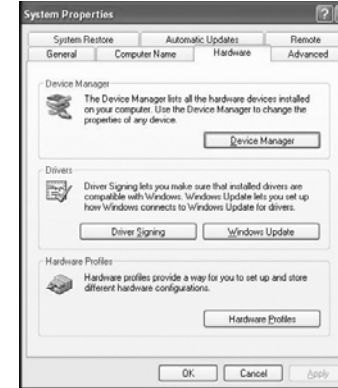 System Properties
System Restore Automatic Updates Remote
General Computer Name Hardware Advanced
Device Manager
The Device Manager lists all the hardware devices installed
on your computer. Use the Device Manager to change the
properties of any device.
Device Manager
Drivers
Driver Signing lets you make sure that installed drivers are
compatible with Windows. Windows Update lets you set up
how Windows connects to Windows Update for drivers.
Driver Signing Windows Update
Hardware Profiles
Hardware profiles provide a way for you to set up and store
different hardware configurations.
Hardware Profiles
OK Cancel Apply